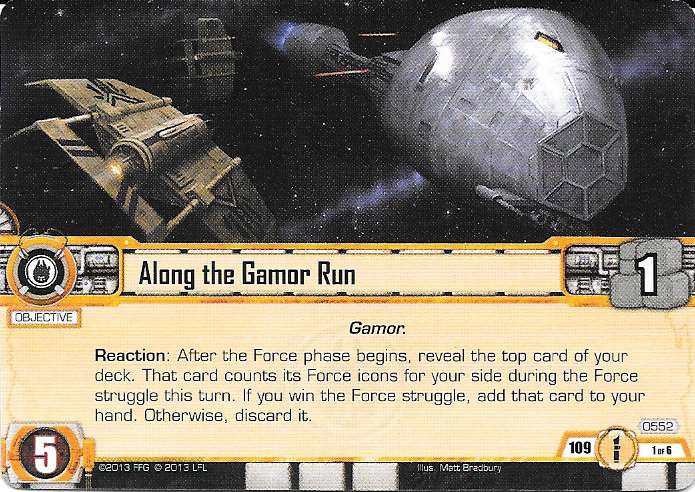 Along the Gamor Run
1
OBJECTIVE
Gamor.
Reaction: After the Force phase begins, reveal the top card of your
deck. That card counts its Force icons for your side during the Force
struggle this turn. If you win the Force struggle, add that card to your
hand. Otherwise, discard it.
0552
5
109
1 OF 6
©2013 FFG © 2013 LFL
Illus. Matt Bradbury